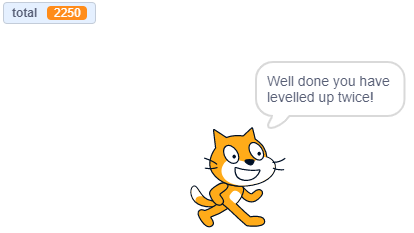 total 2250
Well done you have
levelled up twice!